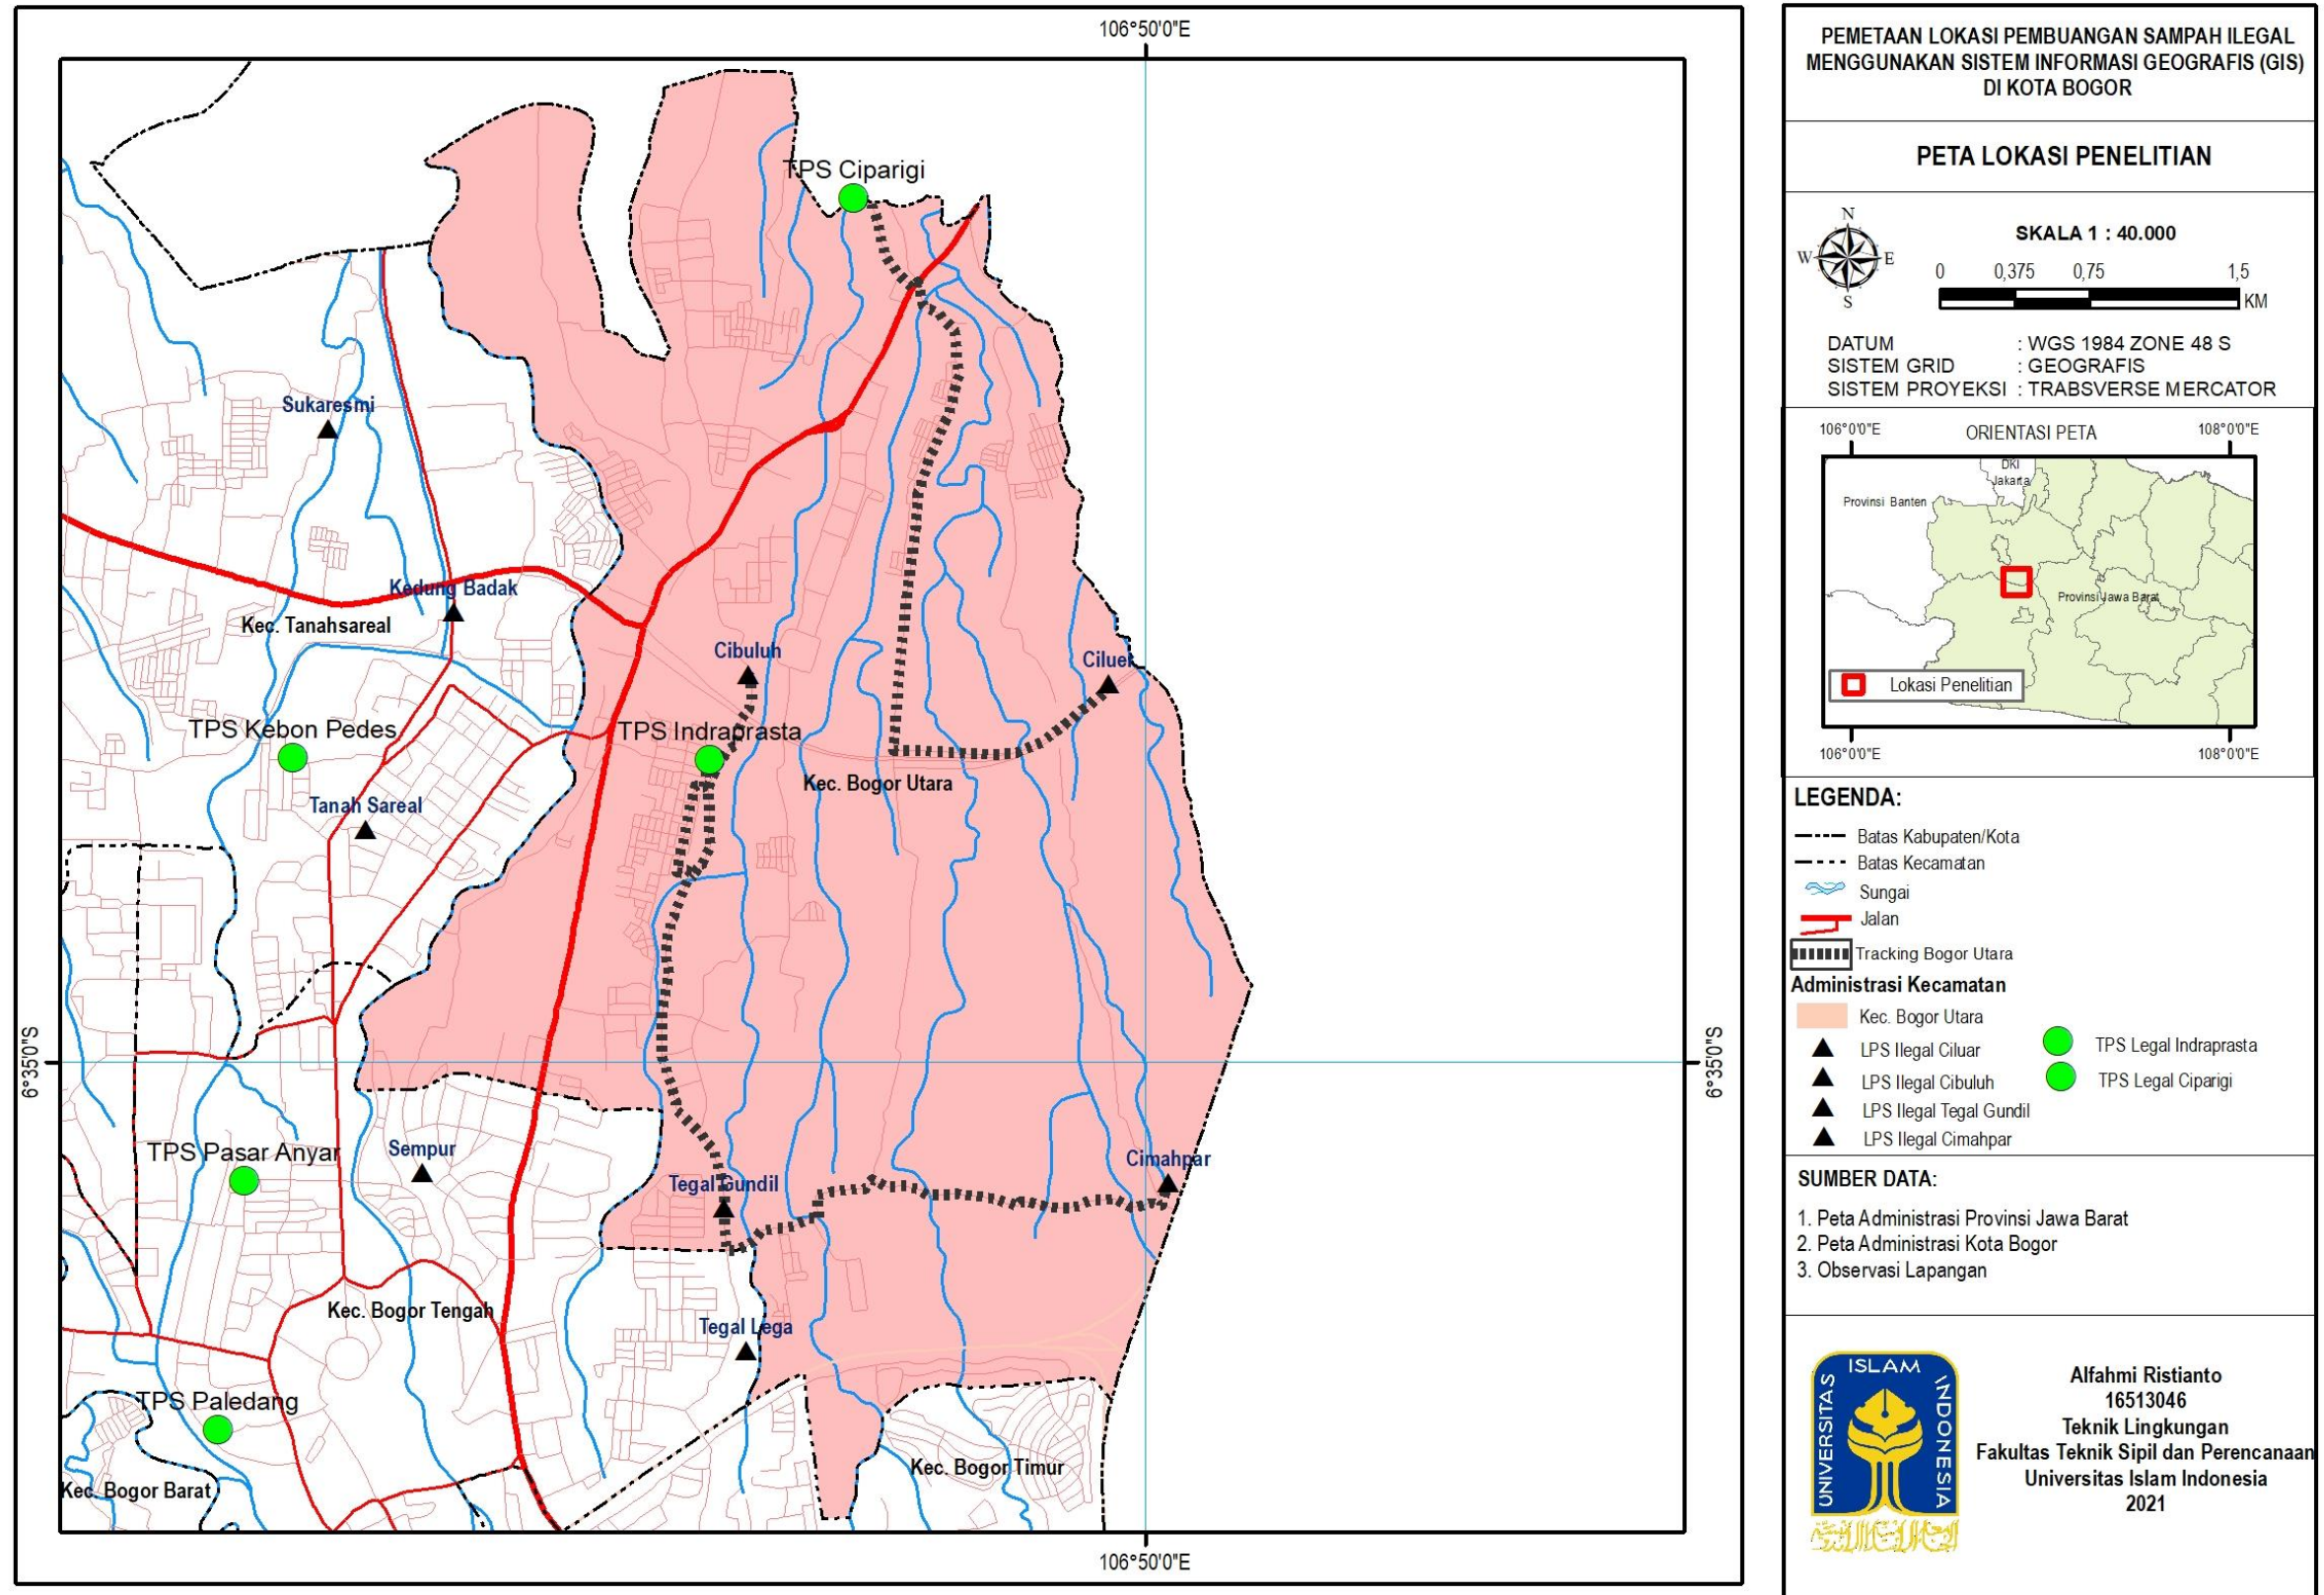 106°50'0"E
TPS Ciparigi
Sukaresmi
Kedung Badak
Kec. Tanahsareal
Cibuluh
Ciluer
TPS Kebon Pedes
TPS Indraprasta
Kec. Bogor Utara
Tanah Sareal
6°35'0"S
6°35'0"S
TPS Pasar Anyar
Sempur
Cimahpar
Tegal Gundil
Kec. Bogor Tengah
Tegal Lega
TPS Paledang
Kec. Bogor Timur
Kec. Bogor Barat
106°50'0"E
PEMETAAN LOKASI PEMBUANGAN SAMPAH ILEGAL
MENGGUNAKAN SISTEM INFORMASI GEOGRAFIS (GIS)
DI KOTA BOGOR
PETA LOKASI PENELITIAN
N
W
E
S
SKALA 1 : 40.000
0 0,375 0,75 1,5
KM
DATUM : WGS 1984 ZONE 48 S
SISTEM GRID : GEOGRAFIS
SISTEM PROYEKSI : TRABSVERSE MERCATOR
106°0'0"E ORIENTASI PETA 108°0'0"E
DKI
Jakarta
Provinsi Banten
Provinsi Jawa Barat
Lokasi Penelitian
106°0'0"E 108°0'0"E
LEGENDA:
Batas Kabupaten/Kota
Batas Kecamatan
Sungai
Jalan
Tracking Bogor Utara
Administrasi Kecamatan
Kec. Bogor Utara
LPS Ilegal Ciluar
LPS Ilegal Cibuluh
LPS Ilegal Tegal Gundil
LPS Ilegal Cimahpar
TPS Legal Indraprasta
TPS Legal Ciparigi
SUMBER DATA:
1. Peta Administrasi Provinsi Jawa Barat
2. Peta Administrasi Kota Bogor
3. Observasi Lapangan
UNIVERSITAS
ISLAM
INDONESIA
Alfahmi Ristianto
16513046
Teknik Lingkungan
Fakultas Teknik Sipil dan Perencanaan
Universitas Islam Indonesia
2021